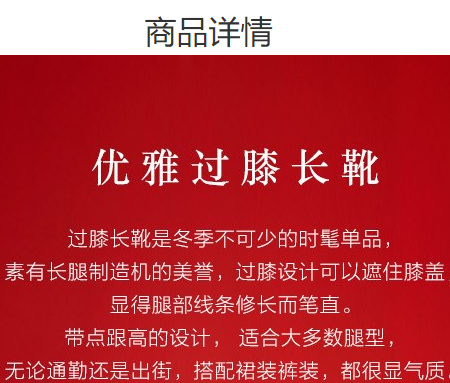 商品详情
优雅过膝长靴
过膝长靴是冬季不可少的时髦单品，
素有长腿制造机的美誉，过膝设计可以遮住膝盖，
显得腿部线条修长而笔直。
带点跟高的设计， 适合大多数腿型，
无论通勤还是出街，搭配裙装裤装，都很显气质。